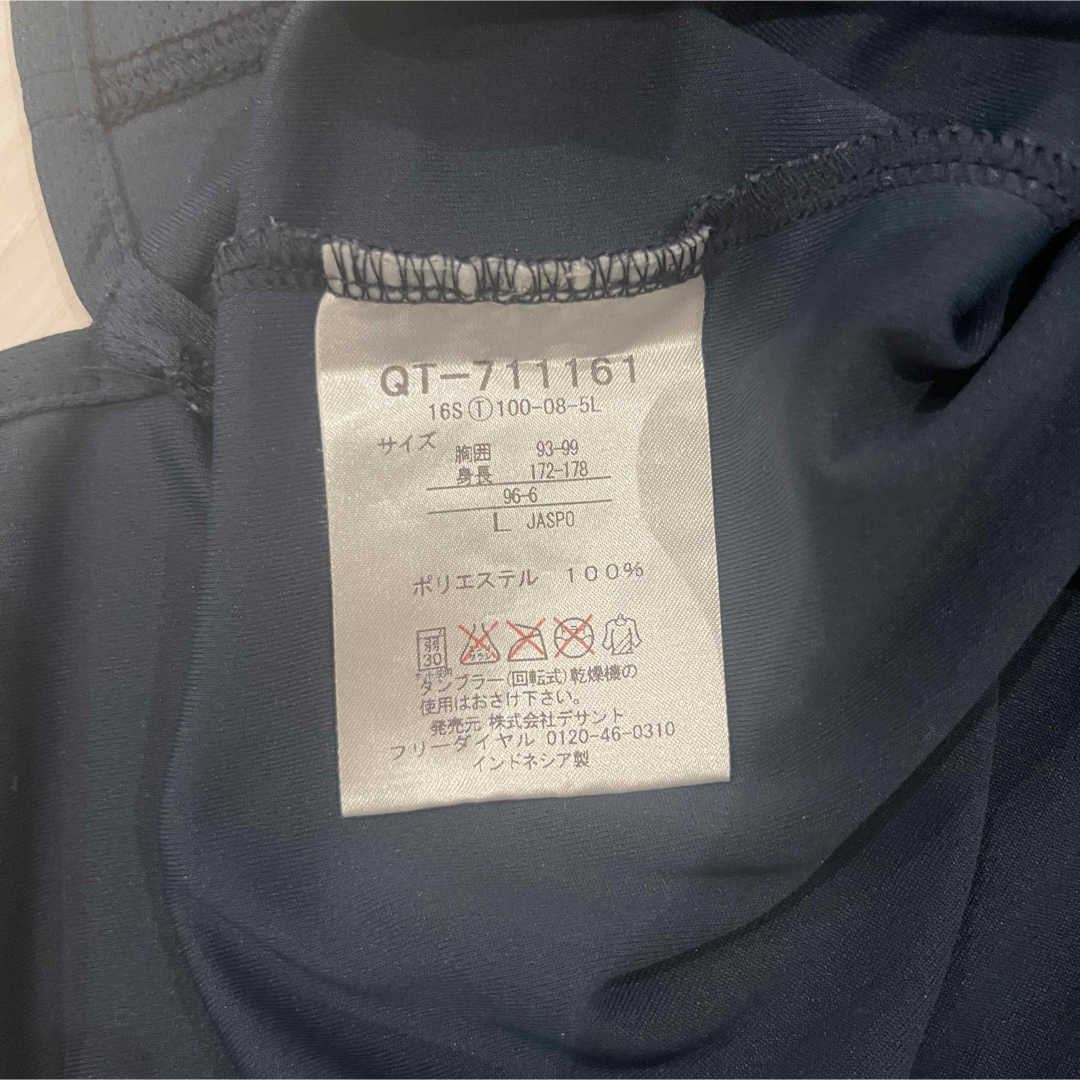 QT-711161
16SⓉ100-08-5L
サイズ 胸囲 93-99
身長 172-178
96-6
L JASPO
ポリエステル 100%
弱
30
タンブラー(回転式)乾燥機の
使用はおさけ下さい。
発売元 株式会社デサント
フリーダイヤル 0120-46-0310
インドネシア製